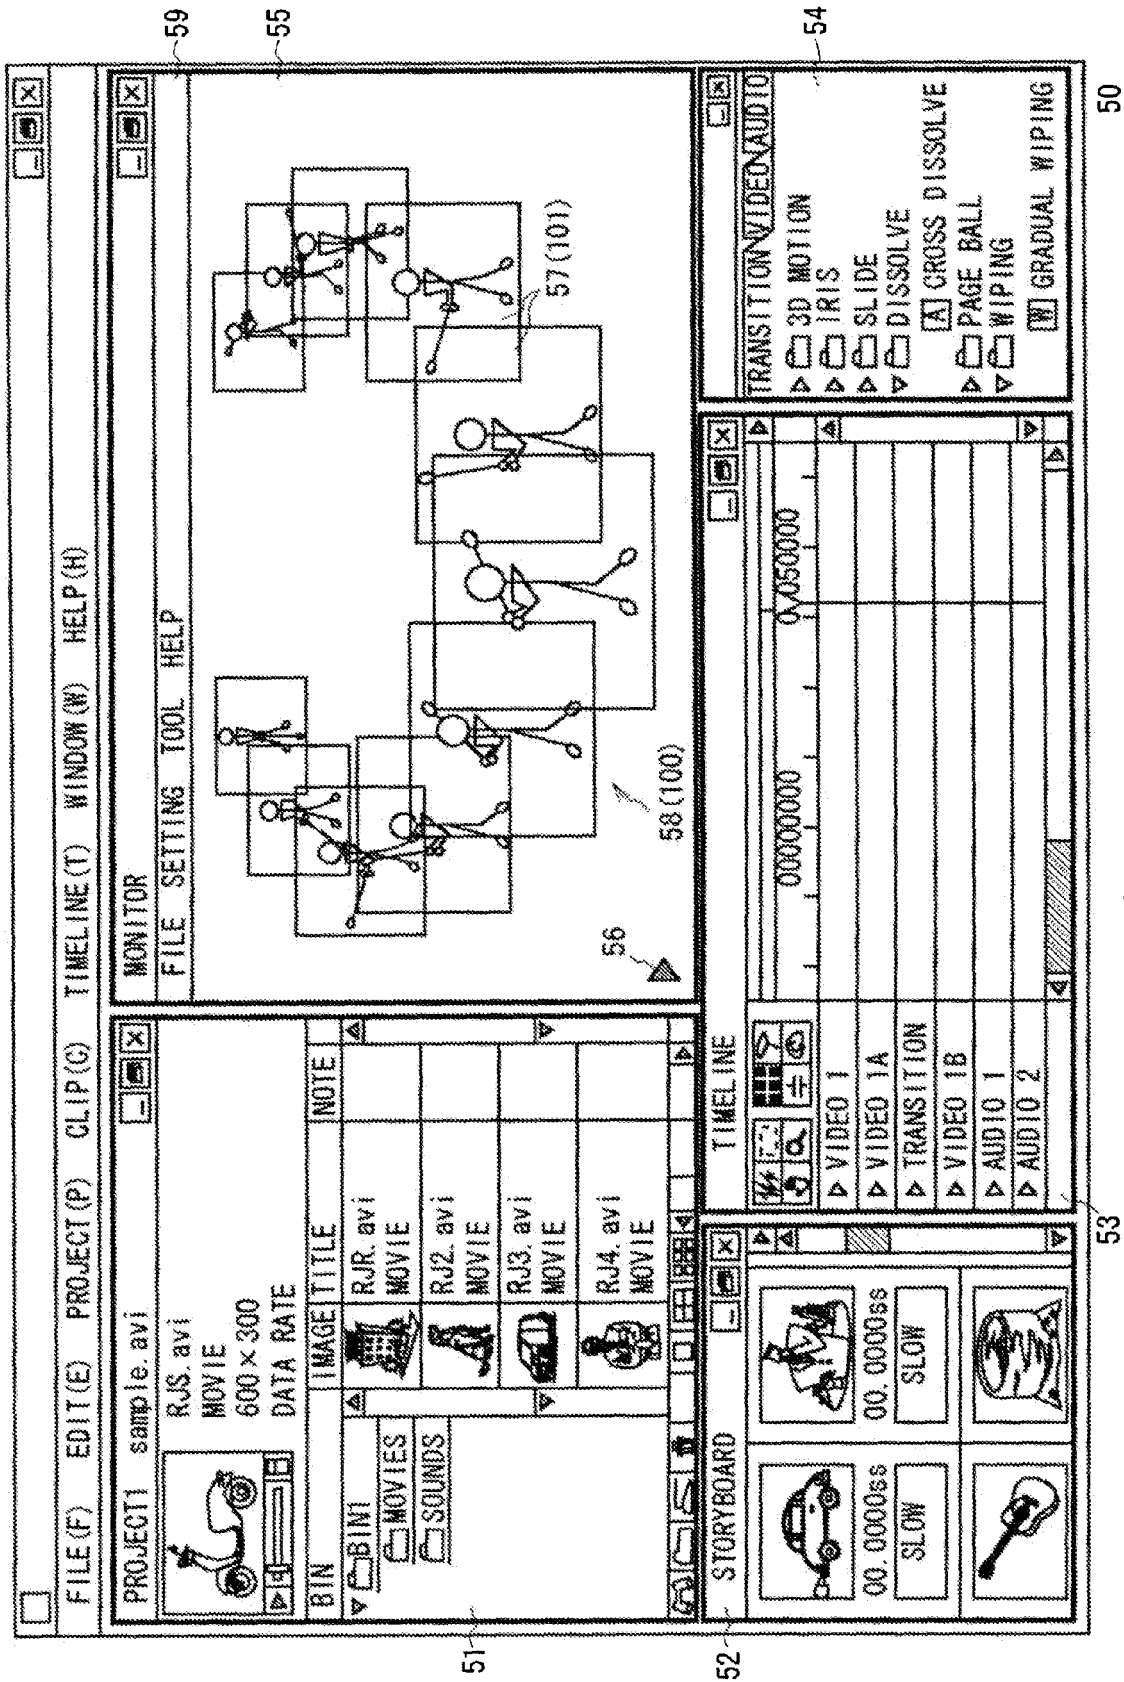 FILE(F) EDIT(E) PROJECT(P) CLIP(C) TIMELINE(T) WINDOW(W) HELP(H)
PROJECT1 sample.avi
RJS.avi
MOVIE
600×300
DATA RATE
BIN
IMAGE TITLE NOTE
BIN1
MOVIES
SOUNDS
RJR.avi
MOVIE
RJ2.avi
MOVIE
RJ3.avi
MOVIE
RJ4.avi
MOVIE
51
MONITOR
FILE SETTING TOOL HELP
59
55
57(101)
58(100)
56
STORYBOARD
00.0000ss
00.0000ss
SLOW
SLOW
52
TIMELINE
00000000
0050000
VIDEO 1
VIDEO 1A
TRANSITION
VIDEO 1B
AUDIO 1
AUDIO 2
53
TRANSITION VIDEO AUDIO
3D MOTION
IRIS
SLIDE
DISSOLVE
A CROSS DISSOLVE
PAGE BALL
WIPING
W GRADUAL WIPING
54
50